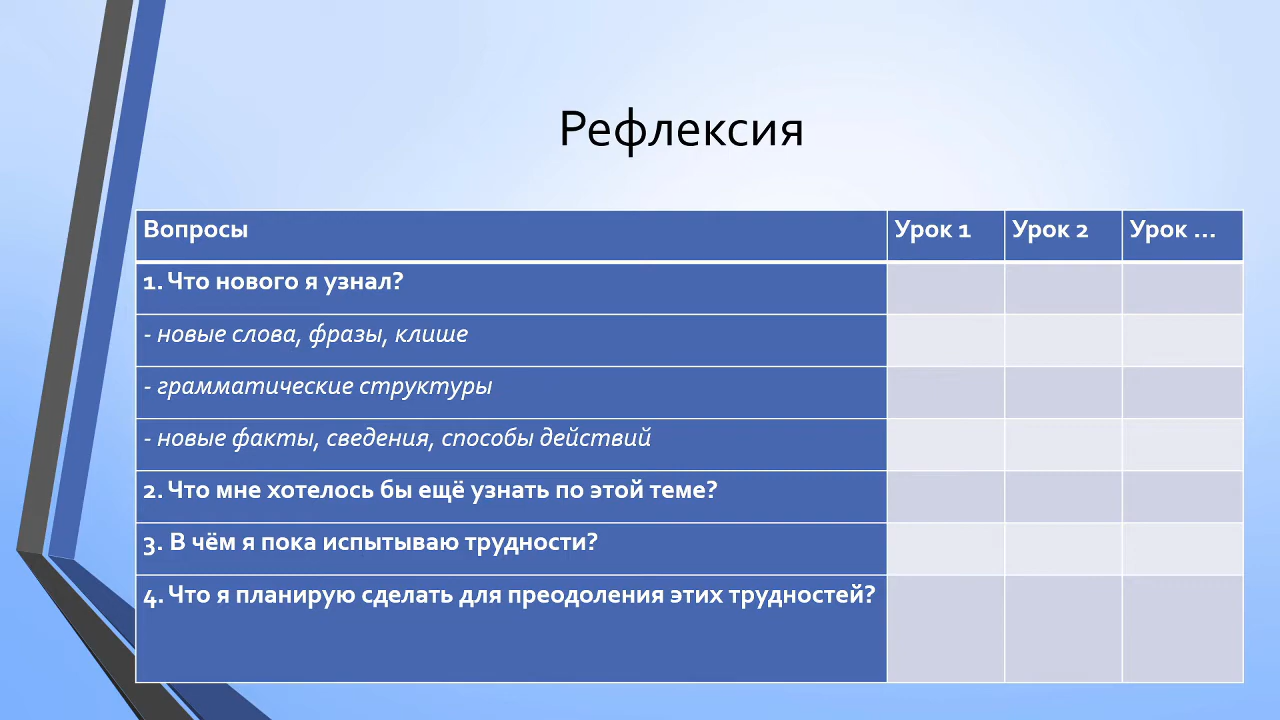 Рефлексия
Вопросы Урок 1 Урок 2 Урок ...
1. Что нового я узнал?
- новые слова, фразы, клише
- грамматические структуры
- новые факты, сведения, способы действий
2. Что мне хотелось бы ещё узнать по этой теме?
3. В чём я пока испытываю трудности?
4. Что я планирую сделать для преодоления этих трудностей?